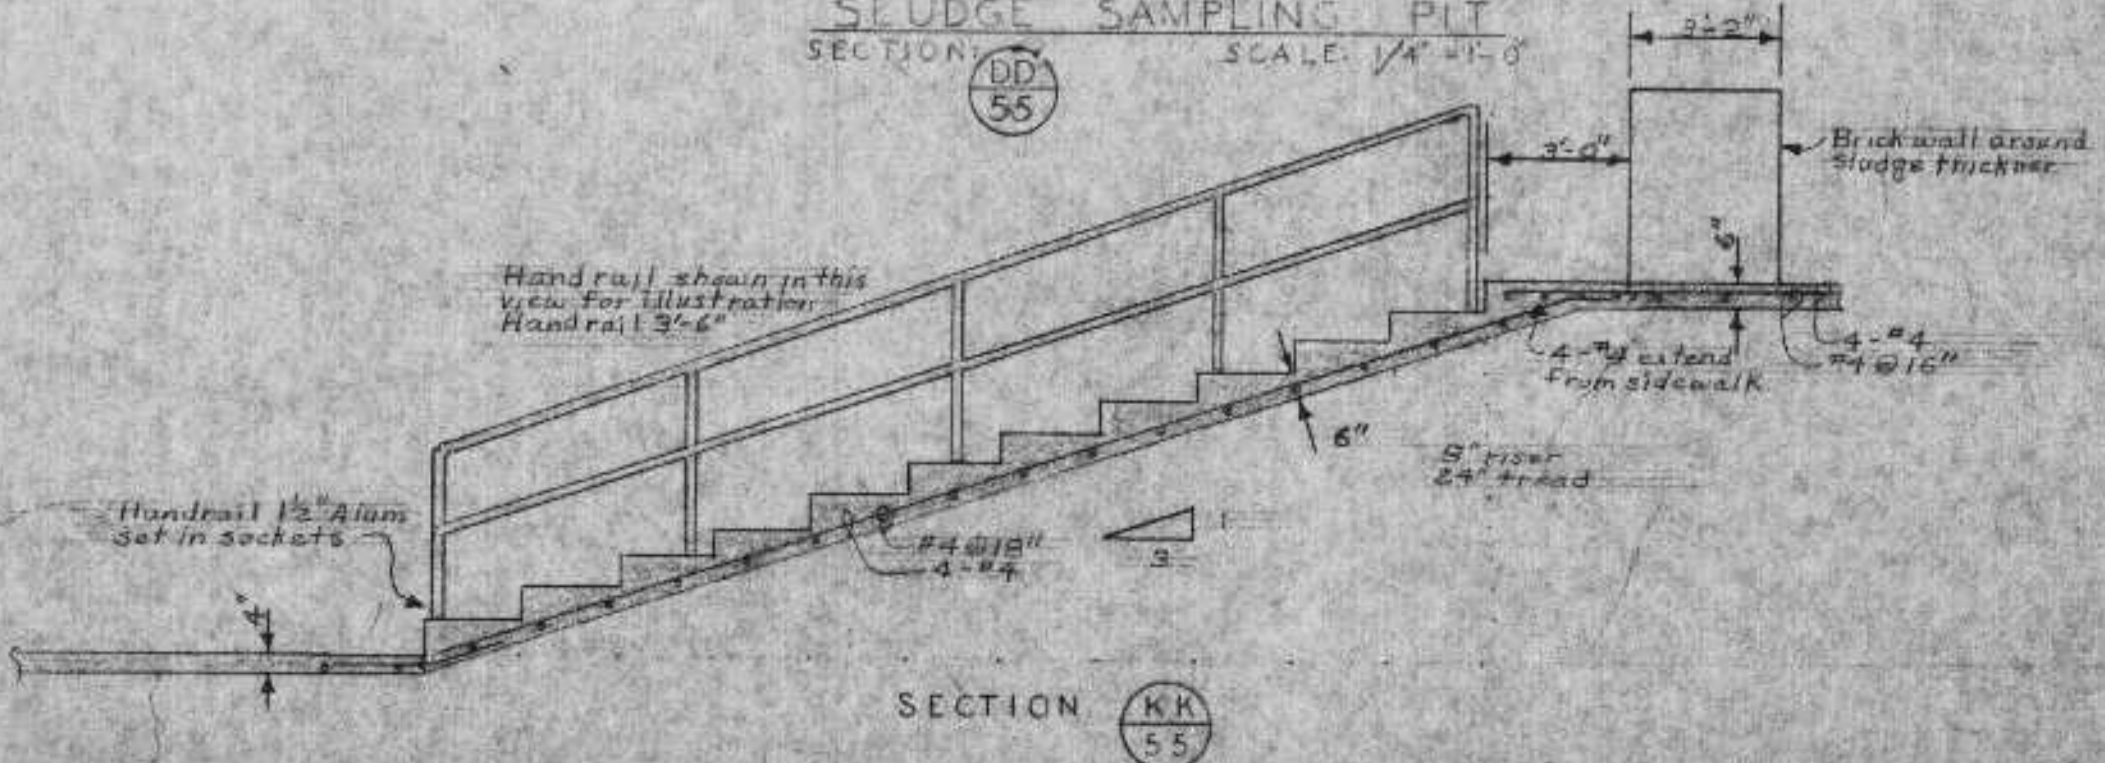 SLUDGE SAMPLING PIT
SECTION: SCALE: 1/4"=1'-0"
DD
55
3'-2"
3'-0"
Brick wall around
sludge thickner
6"
Handrail shown in this
view for illustration
Handrail 3'-6"
4-#4
#4@16"
4-#4 extend
from sidewalk
6"
8" riser
24" tread
Handrail 1½" Alum
set in sockets
#4@18"
4-#4
1
3
4"
SECTION KK
55